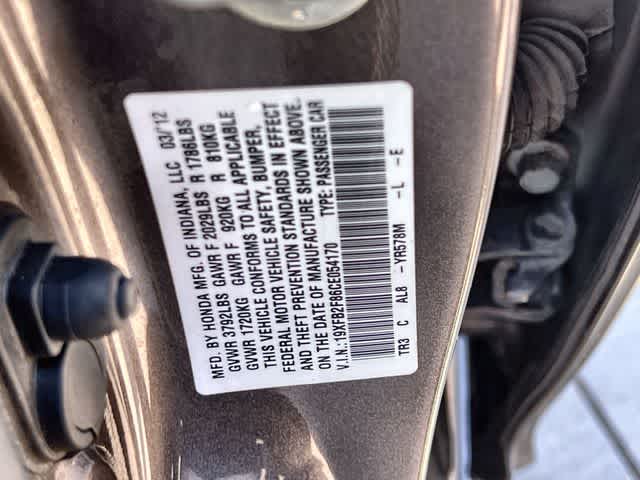 MFD. BY HONDA MFG. OF INDIANA, LLC 03/12
GVWR 3792LBS GAWR F 2029LBS R 1786LBS
GVWR 1720KG GAWR F 920KG R 810KG
THIS VEHICLE CONFORMS TO ALL APPLICABLE
FEDERAL MOTOR VEHICLE SAFETY, BUMPER,
AND THEFT PREVENTION STANDARDS IN EFFECT
ON THE DATE OF MANUFACTURE SHOWN ABOVE.
V.I.N.: 19XFB2F86CE054170 TYPE: PASSENGER CAR
TR3 C AL8 -YR578M -L -E